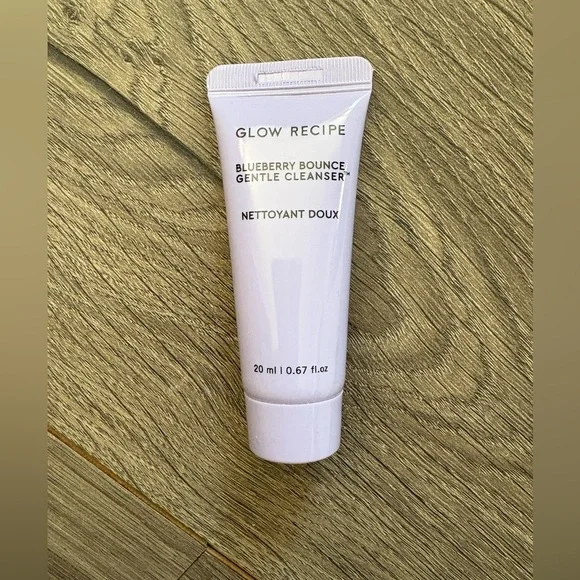 GLOW RECIPE
BLUEBERRY BOUNCE
GENTLE CLEANSER™
NETTOYANT DOUX
20 ml | 0.67 fl.oz